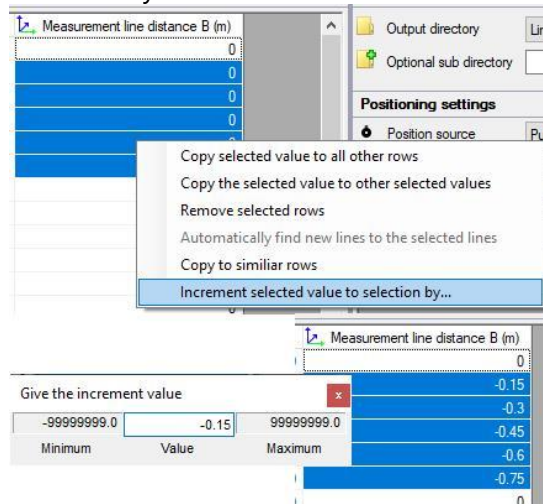 Measurement line distance B (m)
0
0
0
0
Output directory
Optional sub directory
Positioning settings
Position source
Copy selected value to all other rows
Copy the selected value to other selected values
Remove selected rows
Automatically find new lines to the selected lines
Copy to similiar rows
Increment selected value to selection by...
Measurement line distance B (m)
0
-0.15
-0.3
-0.45
-0.6
-0.75
0
Give the increment value
x
-99999999.0 -0.15 99999999.0
Minimum Value Maximum